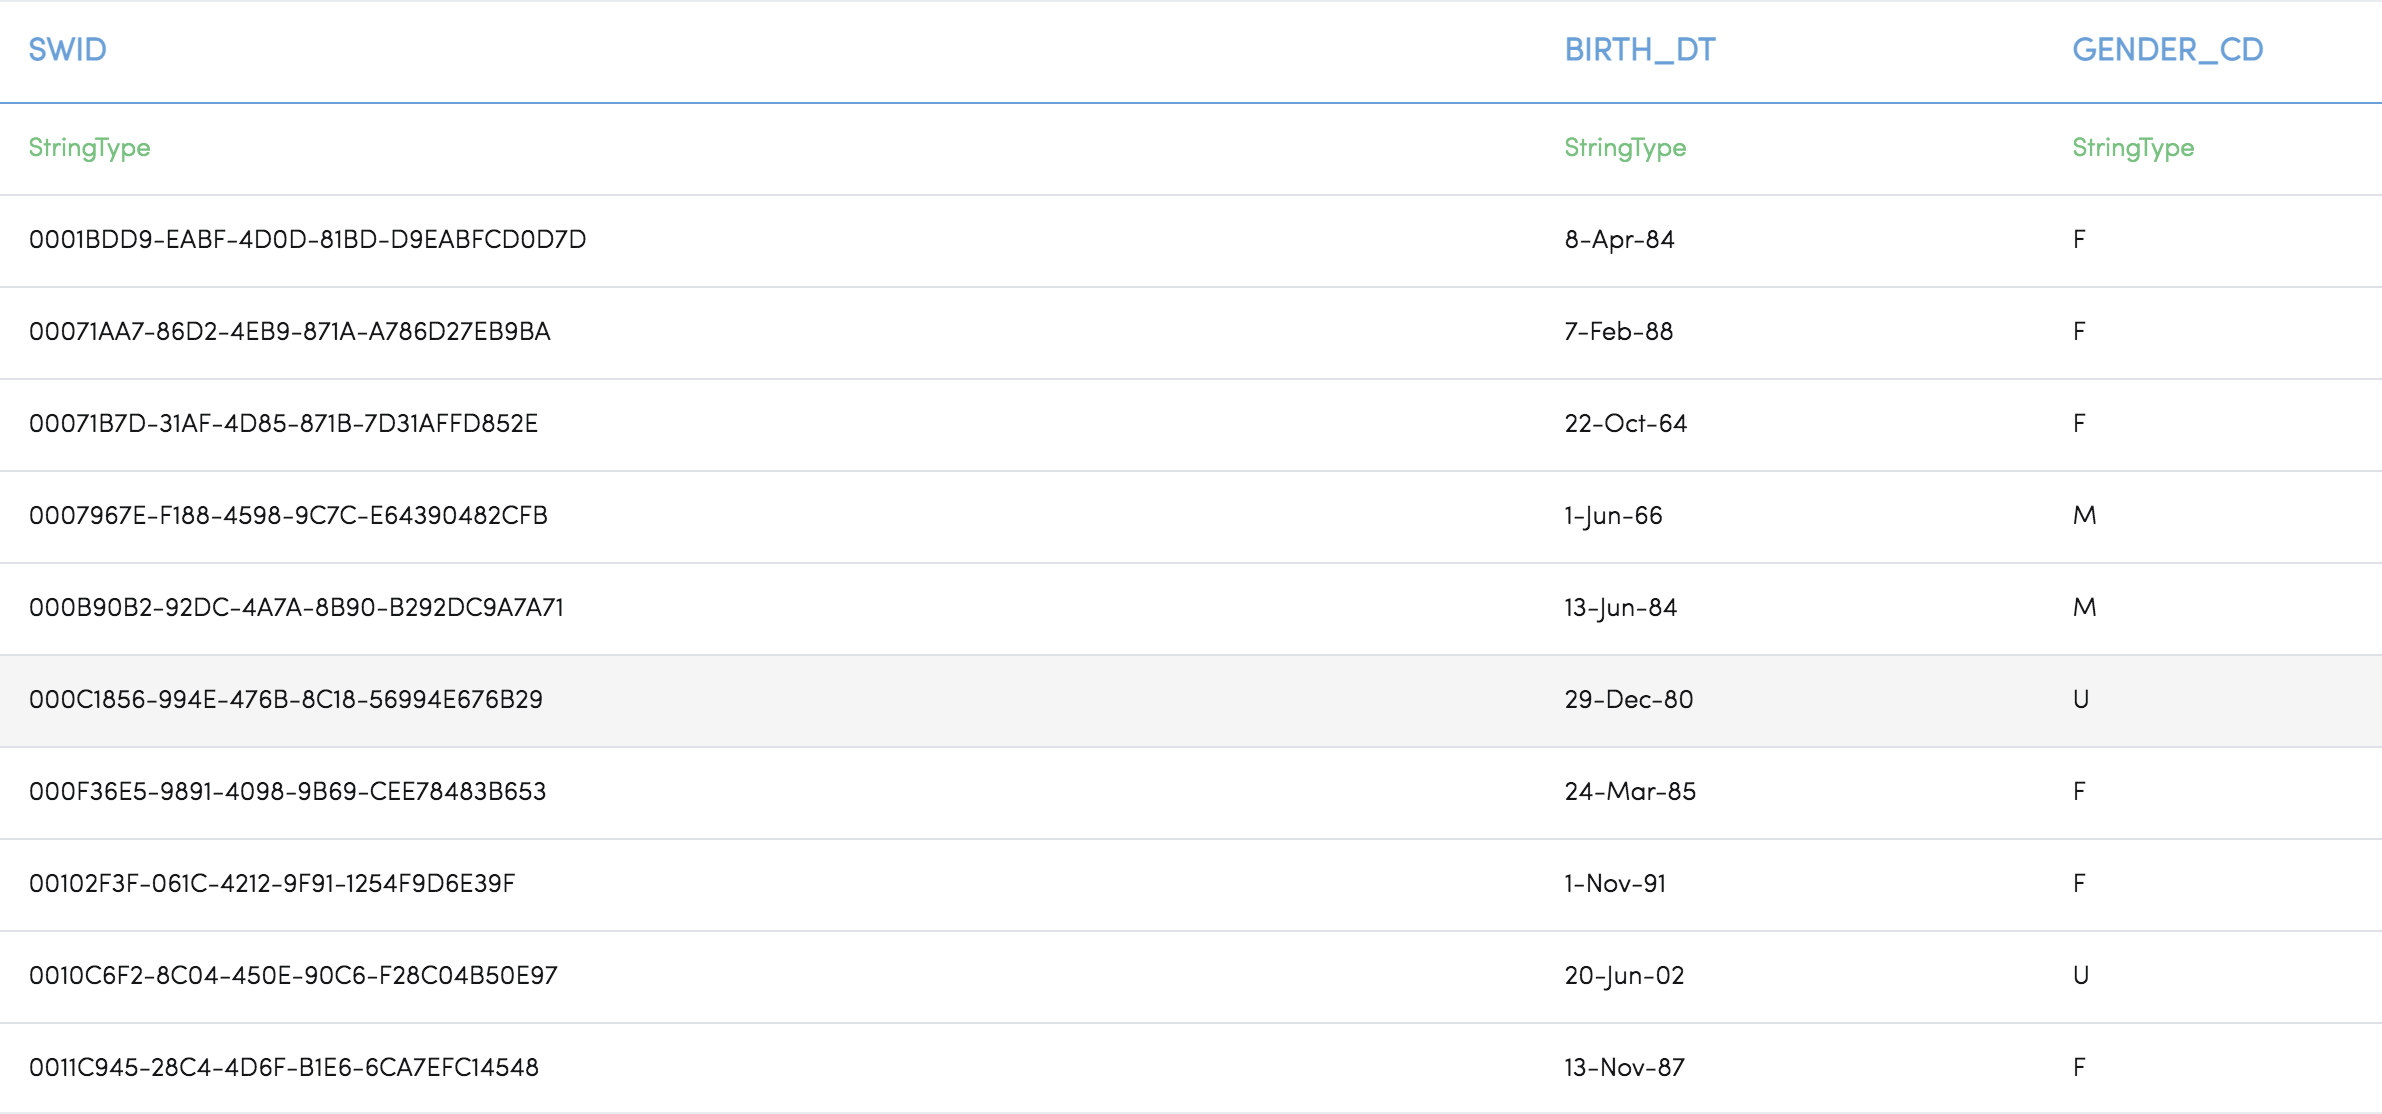 SWID BIRTH_DT GENDER_CD
StringType StringType StringType
0001BDD9-EABF-4D0D-81BD-D9EABFCD0D7D 8-Apr-84 F
00071AA7-86D2-4EB9-871A-A786D27EB9BA 7-Feb-88 F
00071B7D-31AF-4D85-871B-7D31AFFD852E 22-Oct-64 F
0007967E-F188-4598-9C7C-E64390482CFB 1-Jun-66 M
000B90B2-92DC-4A7A-8B90-B292DC9A7A71 13-Jun-84 M
000C1856-994E-476B-8C18-56994E676B29 29-Dec-80 U
000F36E5-9891-4098-9B69-CEE78483B653 24-Mar-85 F
00102F3F-061C-4212-9F91-1254F9D6E39F 1-Nov-91 F
0010C6F2-8C04-450E-90C6-F28C04B50E97 20-Jun-02 U
0011C945-28C4-4D6F-B1E6-6CA7EFC14548 13-Nov-87 F